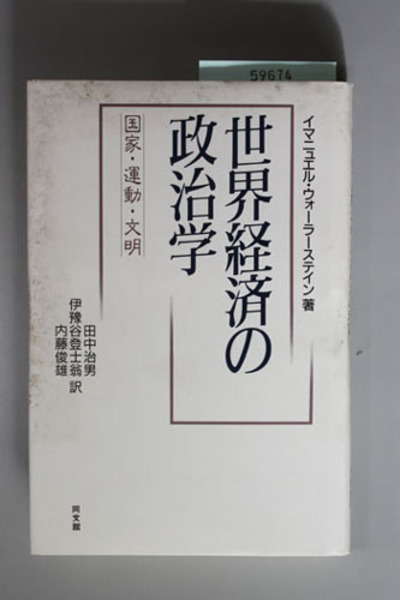 59674
イマニュエル・ウォーラーステイン著
世界経済の
政治学
国家・運動・文明
田中治男
伊豫谷登士翁 訳
内藤俊雄
同文舘